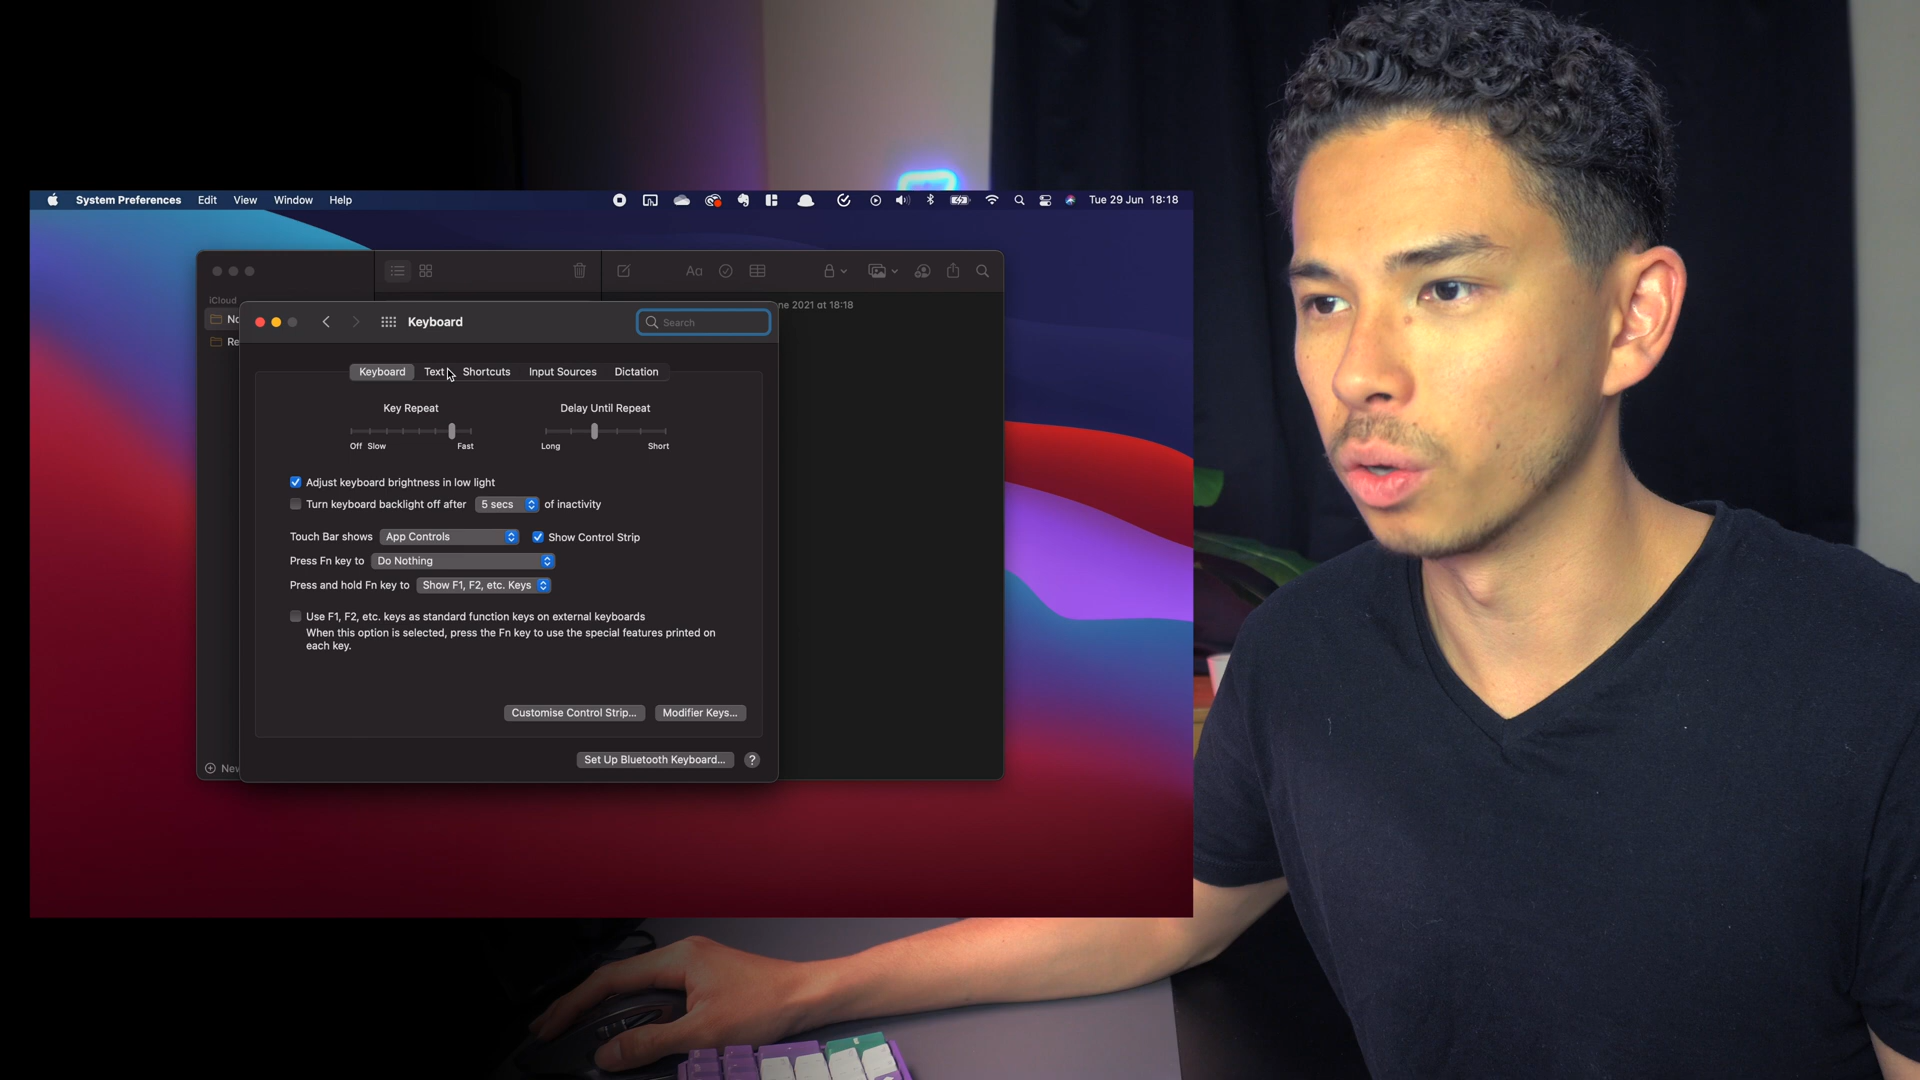 System Preferences Edit View Window Help Tue 29 Jun 18:18
Aa
iCloud
ne 2021 at 18:18
Keyboard Search
No
Re
Keyboard Text Shortcuts Input Sources Dictation
Key Repeat Delay Until Repeat
Off Slow Fast Long Short
Adjust keyboard brightness in low light
Turn keyboard backlight off after 5 secs of inactivity
Touch Bar shows App Controls Show Control Strip
Press Fn key to Do Nothing
Press and hold Fn key to Show F1, F2, etc. Keys
Use F1, F2, etc. keys as standard function keys on external keyboards
When this option is selected, press the Fn key to use the special features printed on
each key.
Customise Control Strip... Modifier Keys...
Set Up Bluetooth Keyboard... ?
New